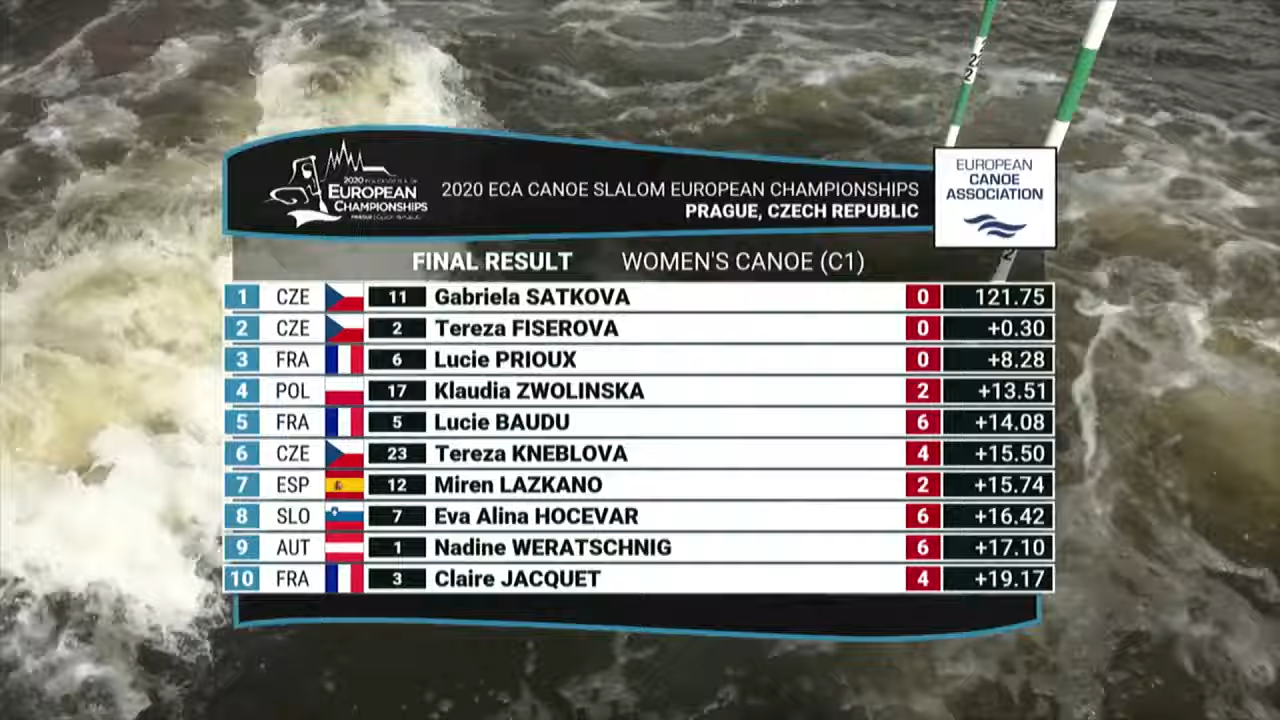 2020
EUROPEAN
CHAMPIONSHIPS
2020 ECA CANOE SLALOM EUROPEAN CHAMPIONSHIPS
PRAGUE, CZECH REPUBLIC
EUROPEAN
CANOE
ASSOCIATION
22
2
FINAL RESULT WOMEN'S CANOE (C1)
1 CZE 11 Gabriela SATKOVA 0 121.75
2 CZE 2 Tereza FISEROVA 0 +0.30
3 FRA 6 Lucie PRIOUX 0 +8.28
4 POL 17 Klaudia ZWOLINSKA 2 +13.51
5 FRA 5 Lucie BAUDU 6 +14.08
6 CZE 23 Tereza KNEBLOVA 4 +15.50
7 ESP 12 Miren LAZKANO 2 +15.74
8 SLO 7 Eva Alina HOCEVAR 6 +16.42
9 AUT 1 Nadine WERATSCHNIG 6 +17.10
10 FRA 3 Claire JACQUET 4 +19.17